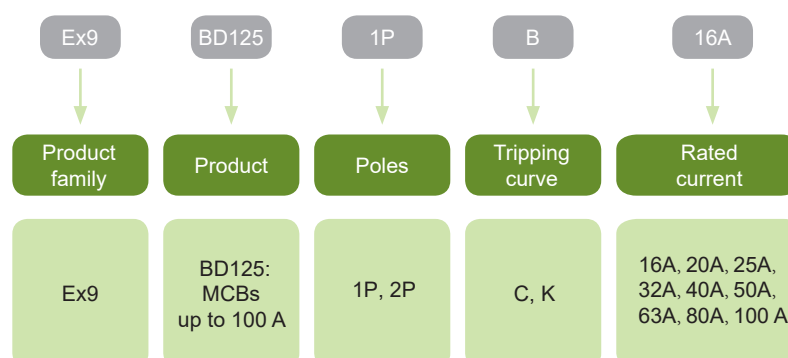 Ex9 BD125 1P B 16A
Product family Product Poles Tripping curve Rated current
Ex9
BD125:
MCBs
up to 100 A
1P, 2P
C, K
16A, 20A, 25A,
32A, 40A, 50A,
63A, 80A, 100 A